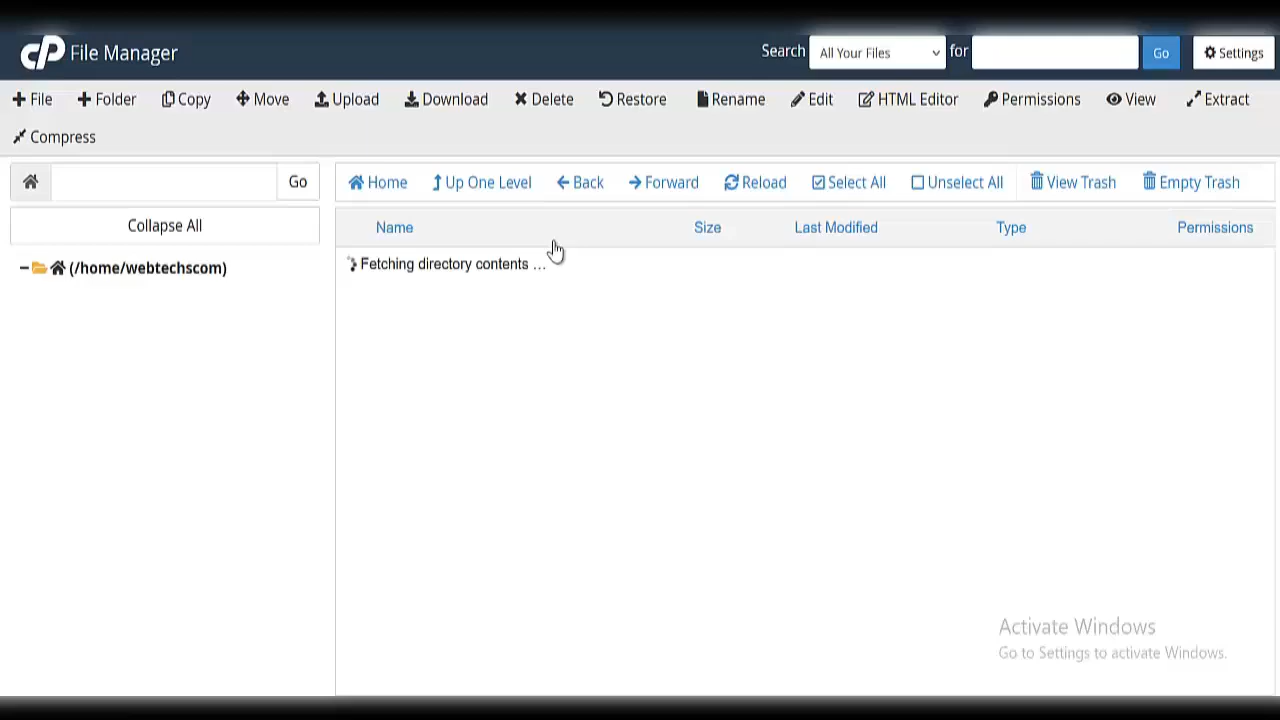 cP File Manager Search All Your Files for Go Settings
File Folder Copy Move Upload Download Delete Restore Rename Edit HTML Editor Permissions View Extract
Compress
Go Home Up One Level Back Forward Reload Select All Unselect All View Trash Empty Trash
Collapse All
Name Size Last Modified Type Permissions
(/home/webtechscom)
Fetching directory contents ...
Activate Windows
Go to Settings to activate Windows.